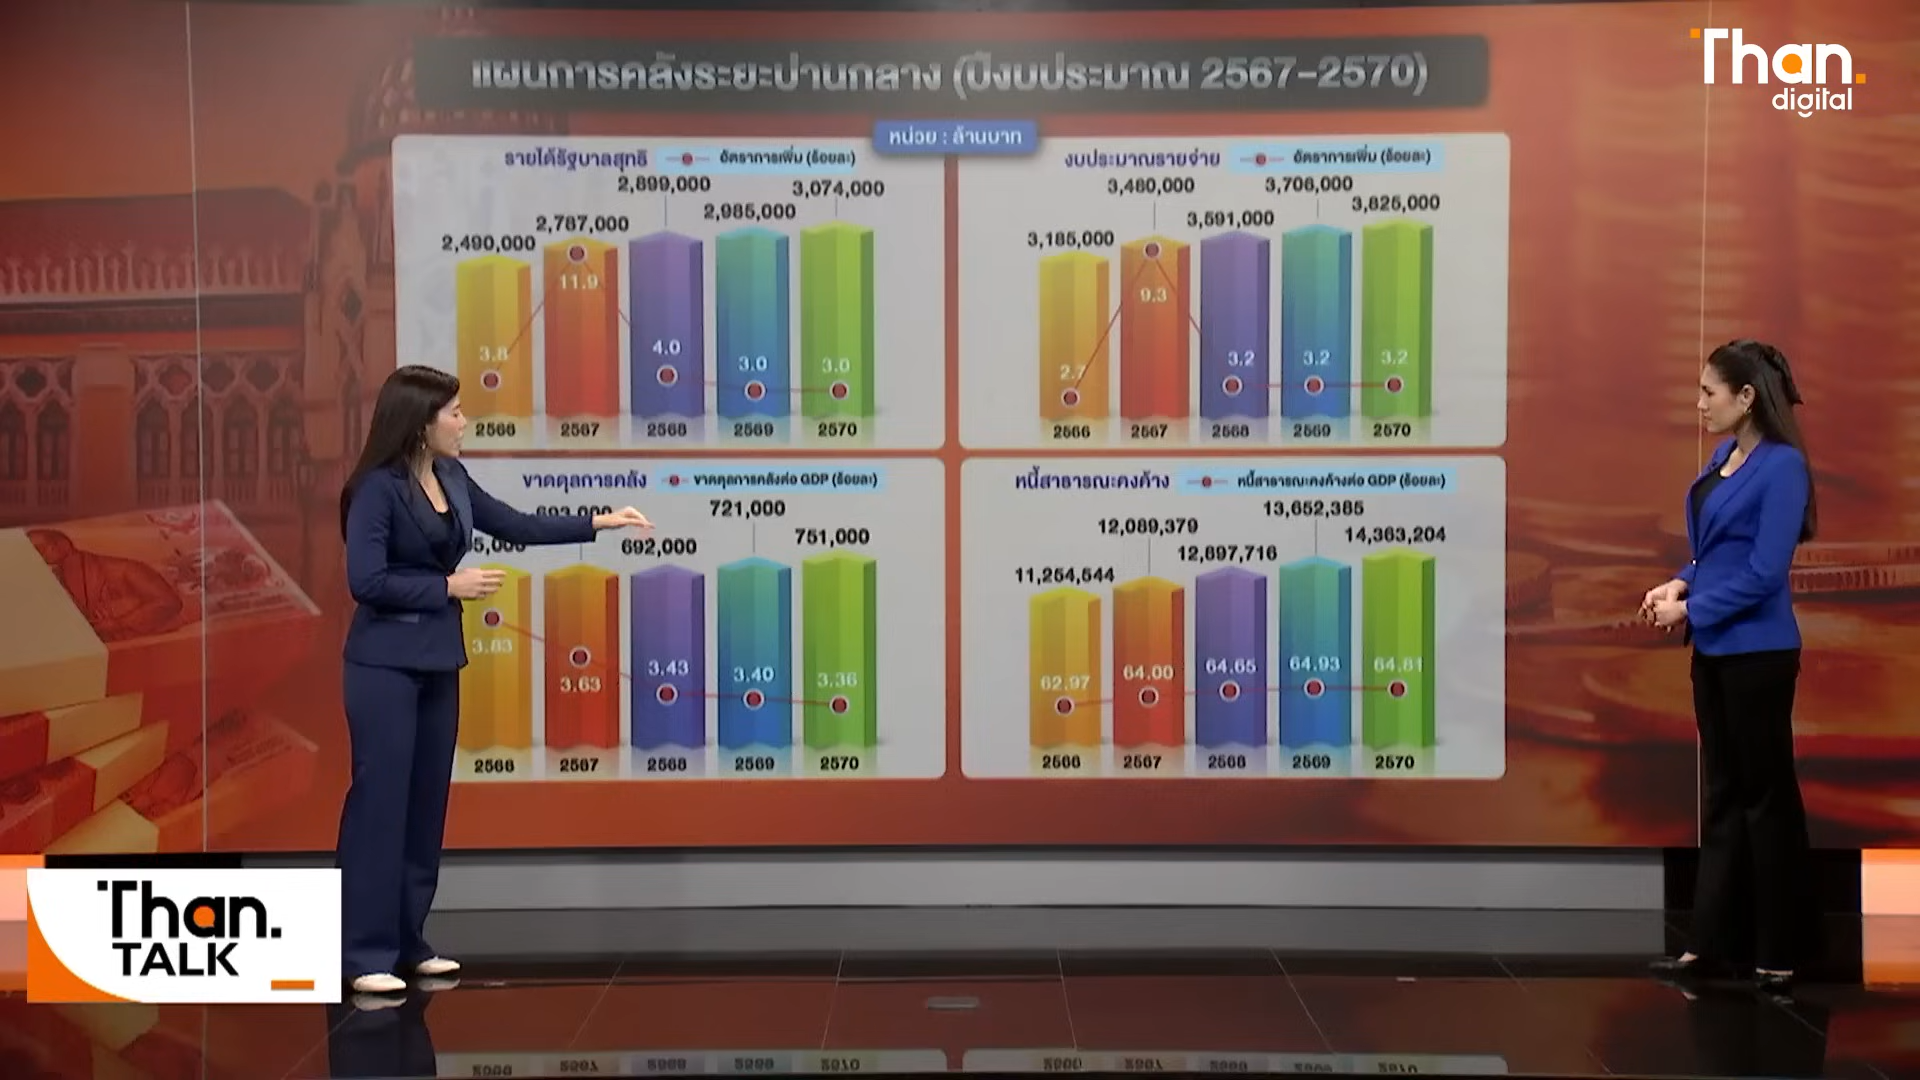 Than.
digital
แผนการคลังระยะปานกลาง (ปีงบประมาณ 2567-2570)
หน่วย : ล้านบาท
รายได้รัฐบาลสุทธิ
อัตราการเพิ่ม (ร้อยละ)
2,490,000 2,787,000 2,899,000 2,985,000 3,074,000
3.8 11.9 4.0 3.0 3.0
2566 2567 2568 2569 2570
งบประมาณรายจ่าย
อัตราการเพิ่ม (ร้อยละ)
3,185,000 3,480,000 3,591,000 3,706,000 3,825,000
2.7 9.3 3.2 3.2 3.2
2566 2567 2568 2569 2570
ขาดดุลการคลัง
ขาดดุลการคลังต่อ GDP (ร้อยละ)
693,000 692,000 721,000 751,000
3.63 3.43 3.40 3.36
2566 2567 2568 2569 2570
หนี้สาธารณะคงค้าง
หนี้สาธารณะคงค้างต่อ GDP (ร้อยละ)
11,254,544 12,089,379 12,897,716 13,652,385 14,363,204
62.97 64.00 64.65 64.93 64.81
2566 2567 2568 2569 2570
Than.
TALK